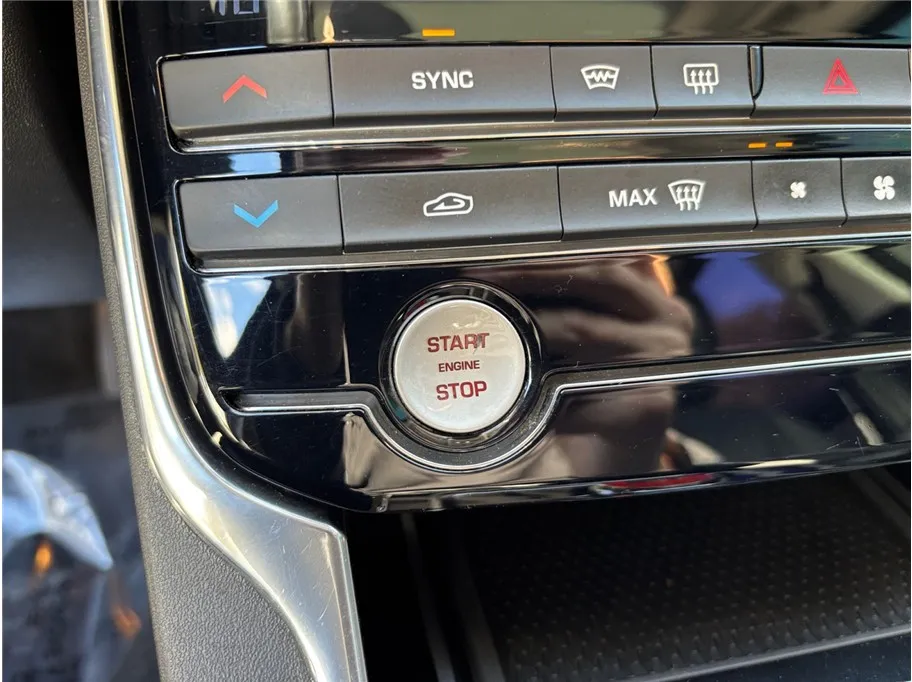 SYNC
MAX
START
ENGINE
STOP